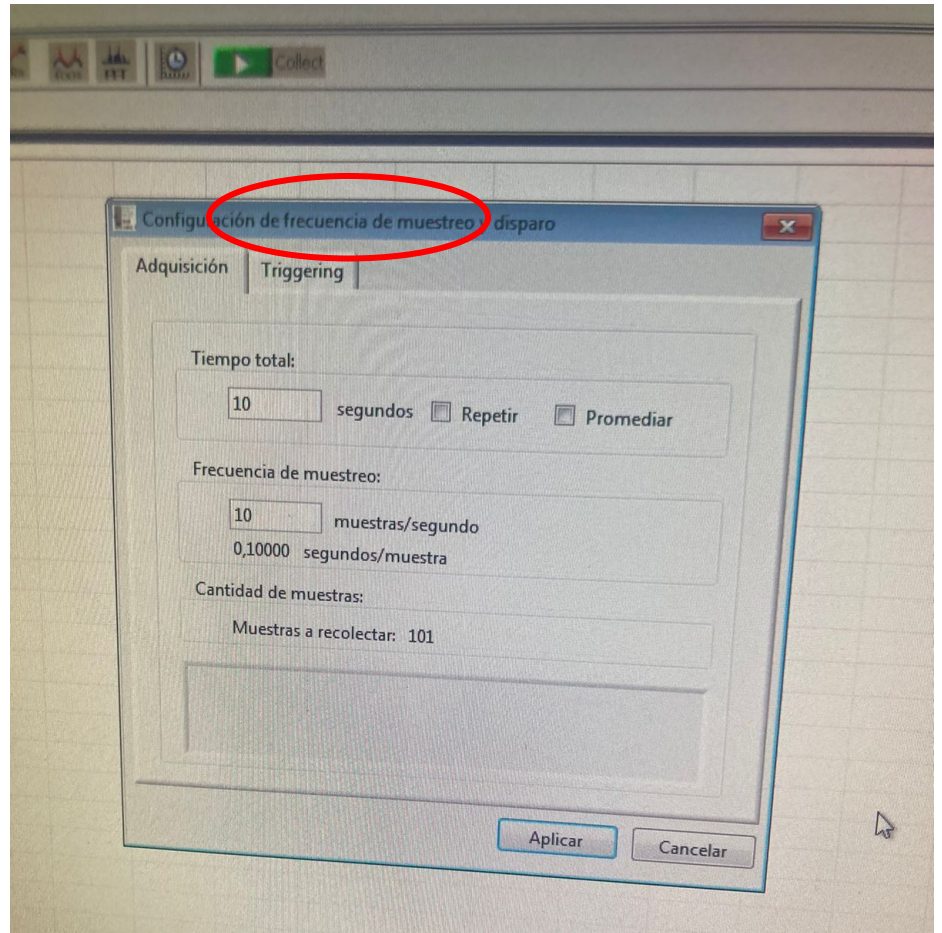 FFT
Collect
Configuración de frecuencia de muestreo y disparo
Adquisición Triggering
Tiempo total:
10 segundos Repetir Promediar
Frecuencia de muestreo:
10 muestras/segundo
0,10000 segundos/muestra
Cantidad de muestras:
Muestras a recolectar: 101
Aplicar Cancelar